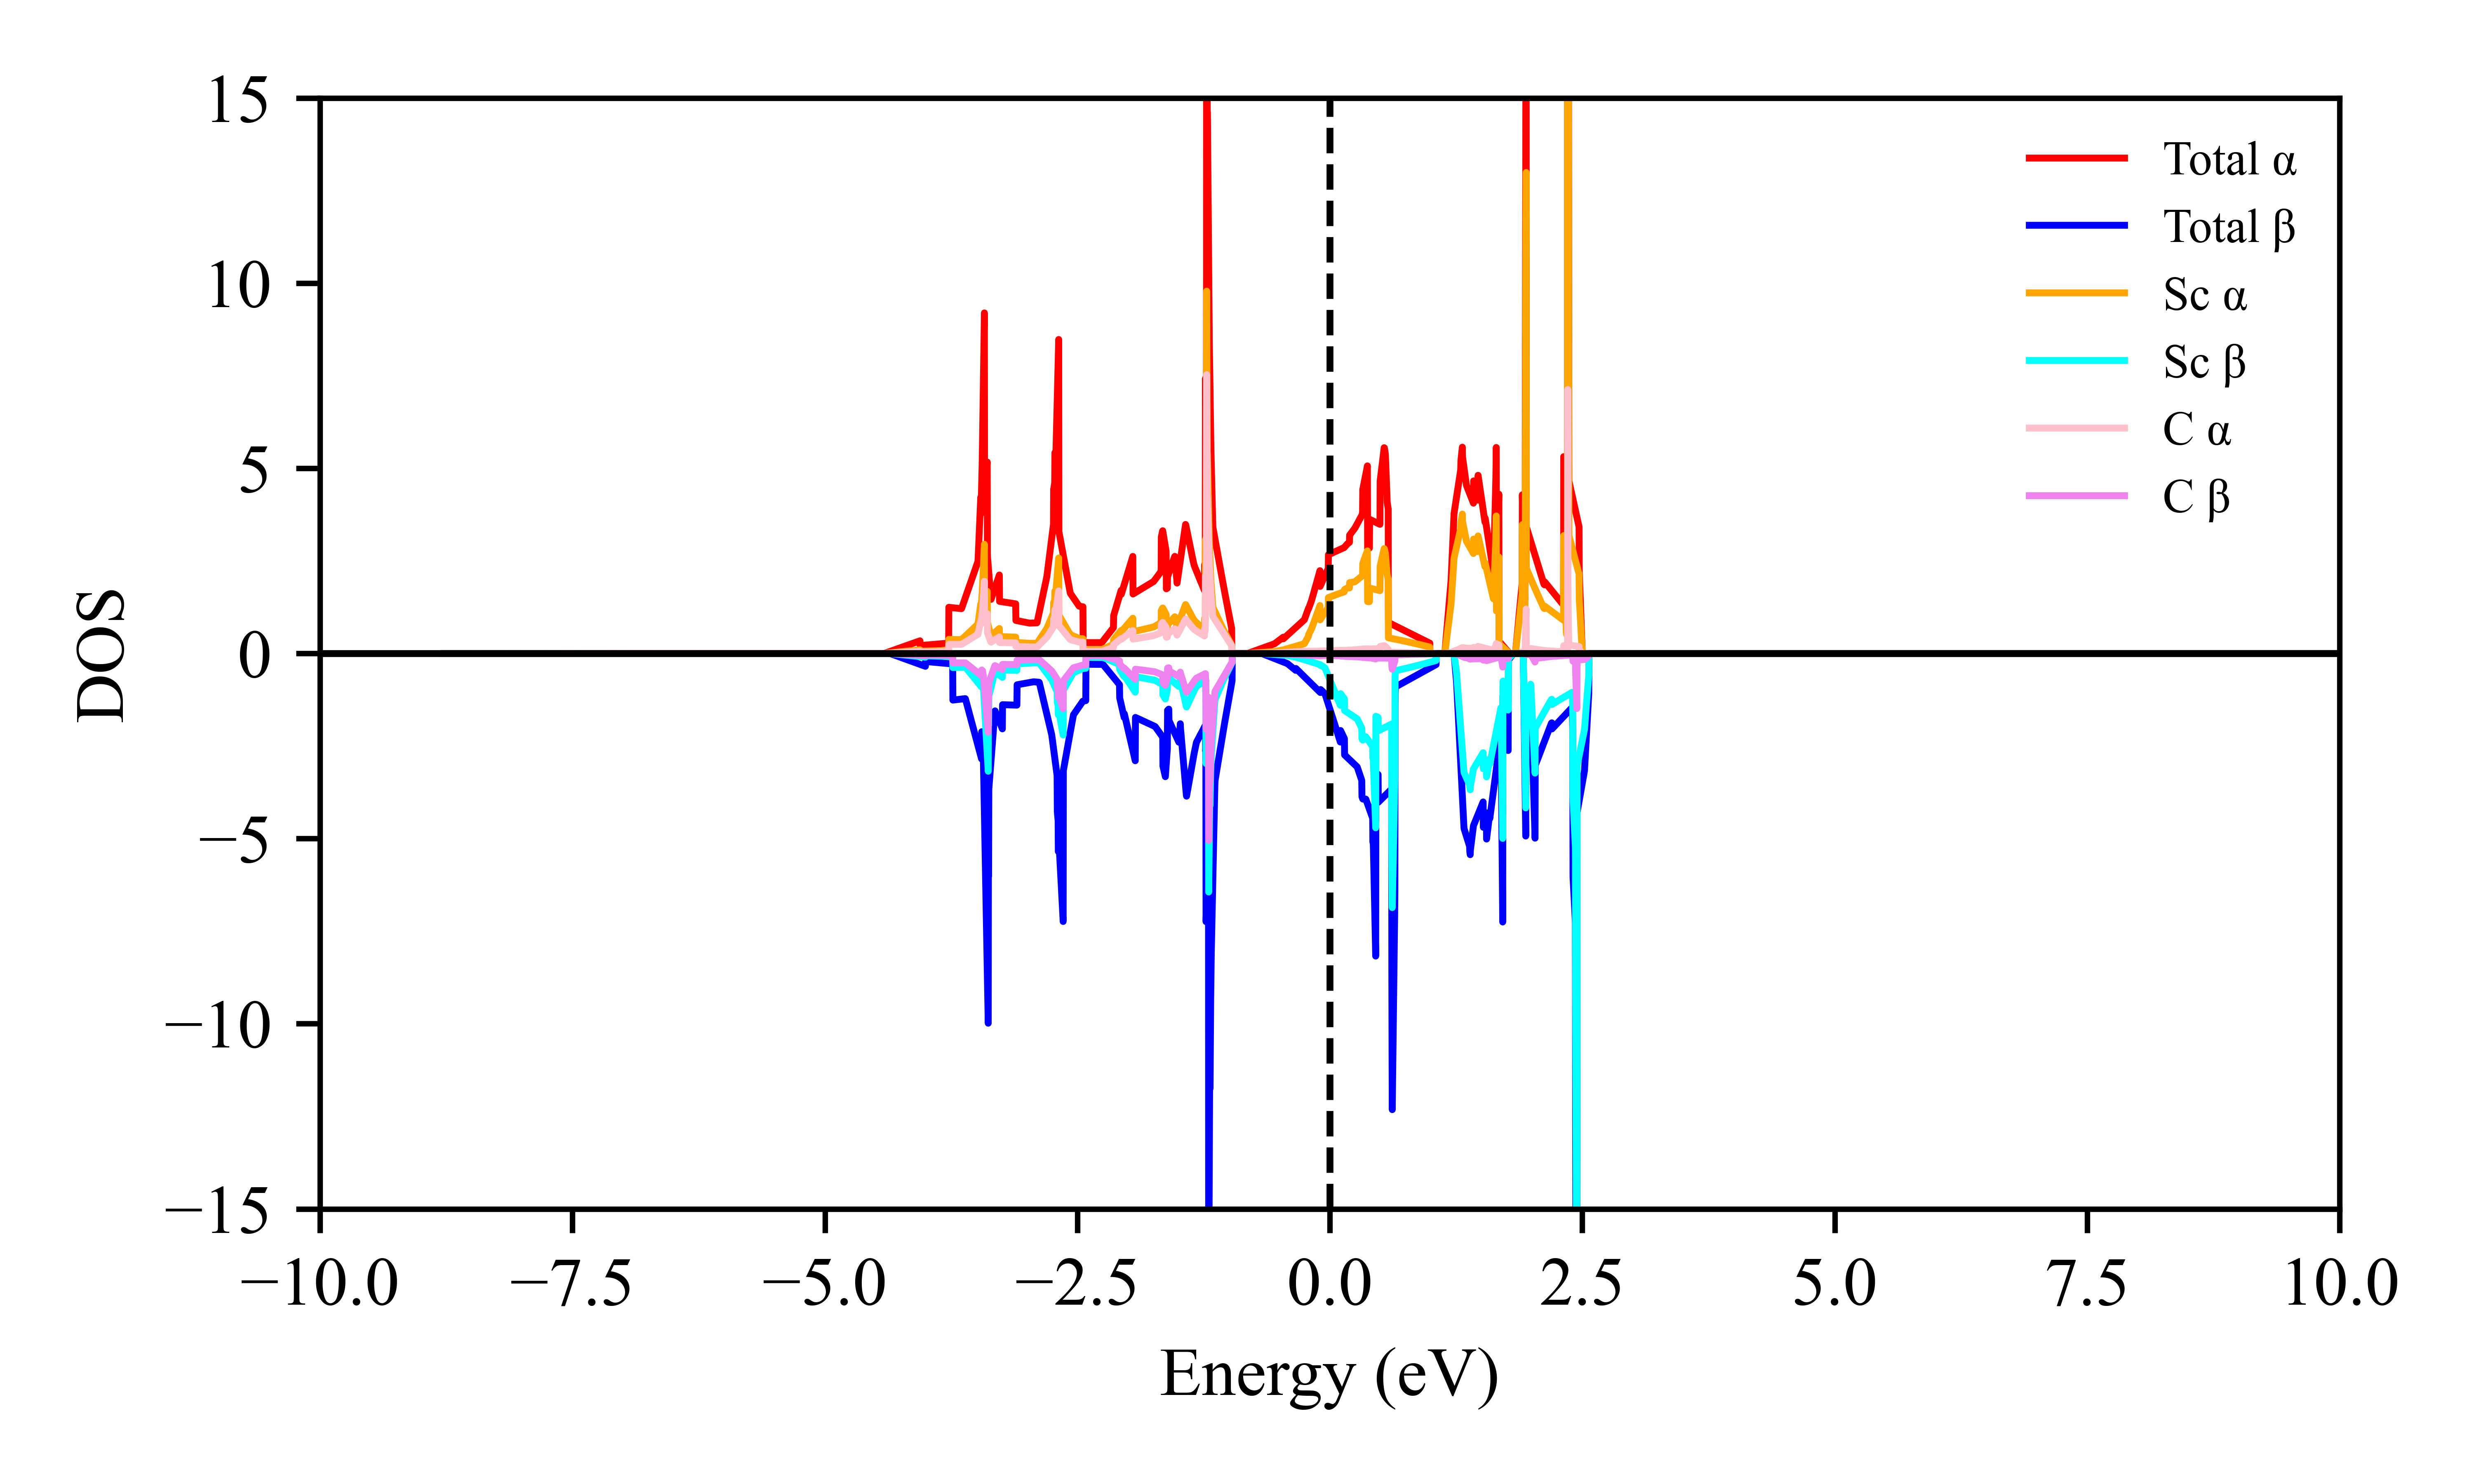 15
10
5
0
−5
−10
−15
DOS
−10.0 −7.5 −5.0 −2.5 0.0 2.5 5.0 7.5 10.0
Energy (eV)
Total α
Total β
Sc α
Sc β
C α
C β